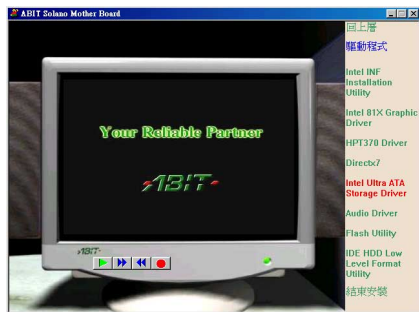 ABIT Solano Mother Board
回上層
驅動程式
Intel INF
Installation
Utility
Intel 81X Graphic
Driver
HPT370 Driver
Directx7
Intel Ultra ATA
Storage Driver
Audio Driver
Flash Utility
IDE HDD Low
Level Format
Utility
結束安裝
Your Reliable Partner
ABIT
ABIT